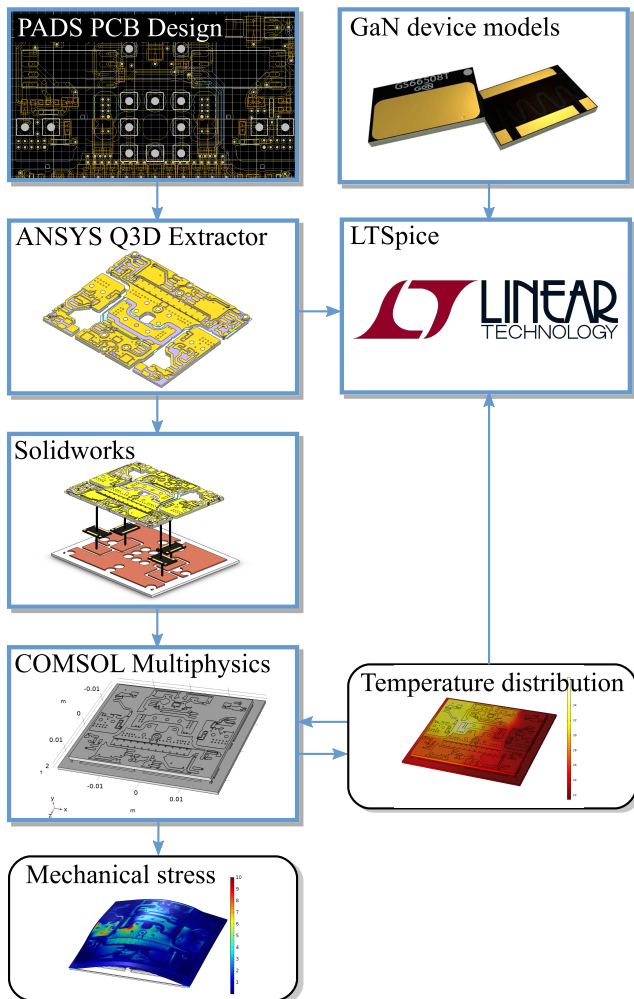 PADS PCB Design
GaN device models
GS66508T
GaN
ANSYS Q3D Extractor
LTSpice
LINEAR
TECHNOLOGY
Solidworks
COMSOL Multiphysics
-0.01
m
0
0.01
2
-0.01
0
0.01
m
y
z
x
Temperature distribution
Mechanical stress
10
9
8
7
6
5
4
3
2
1